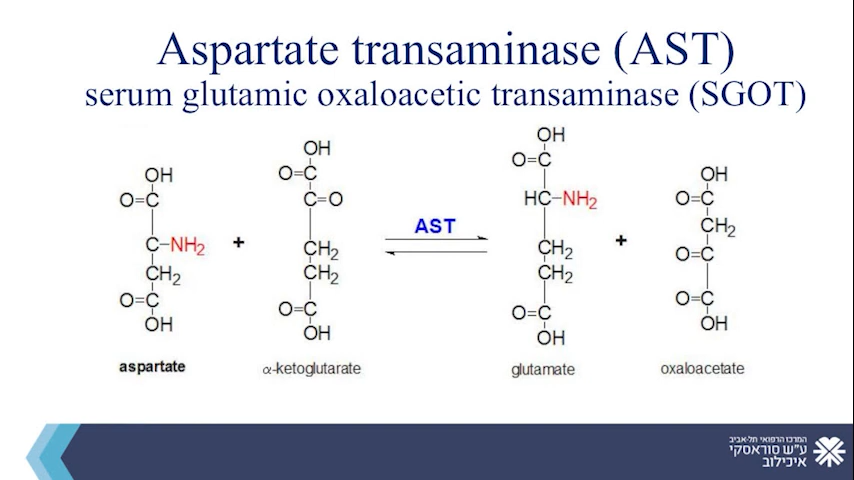 Aspartate transaminase (AST)
serum glutamic oxaloacetic transaminase (SGOT)
OH
O=C
C-NH2
CH2
O=C
OH
aspartate
+
OH
O=C
C=O
CH2
CH2
O=C
OH
α-ketoglutarate
AST
OH
O=C
HC-NH2
CH2
CH2
O=C
OH
glutamate
+
OH
O=C
CH2
O=C
O=C
OH
oxaloacetate
המרכז הרפואי תל-אביב
ע"ש סוראסקי
איכילוב